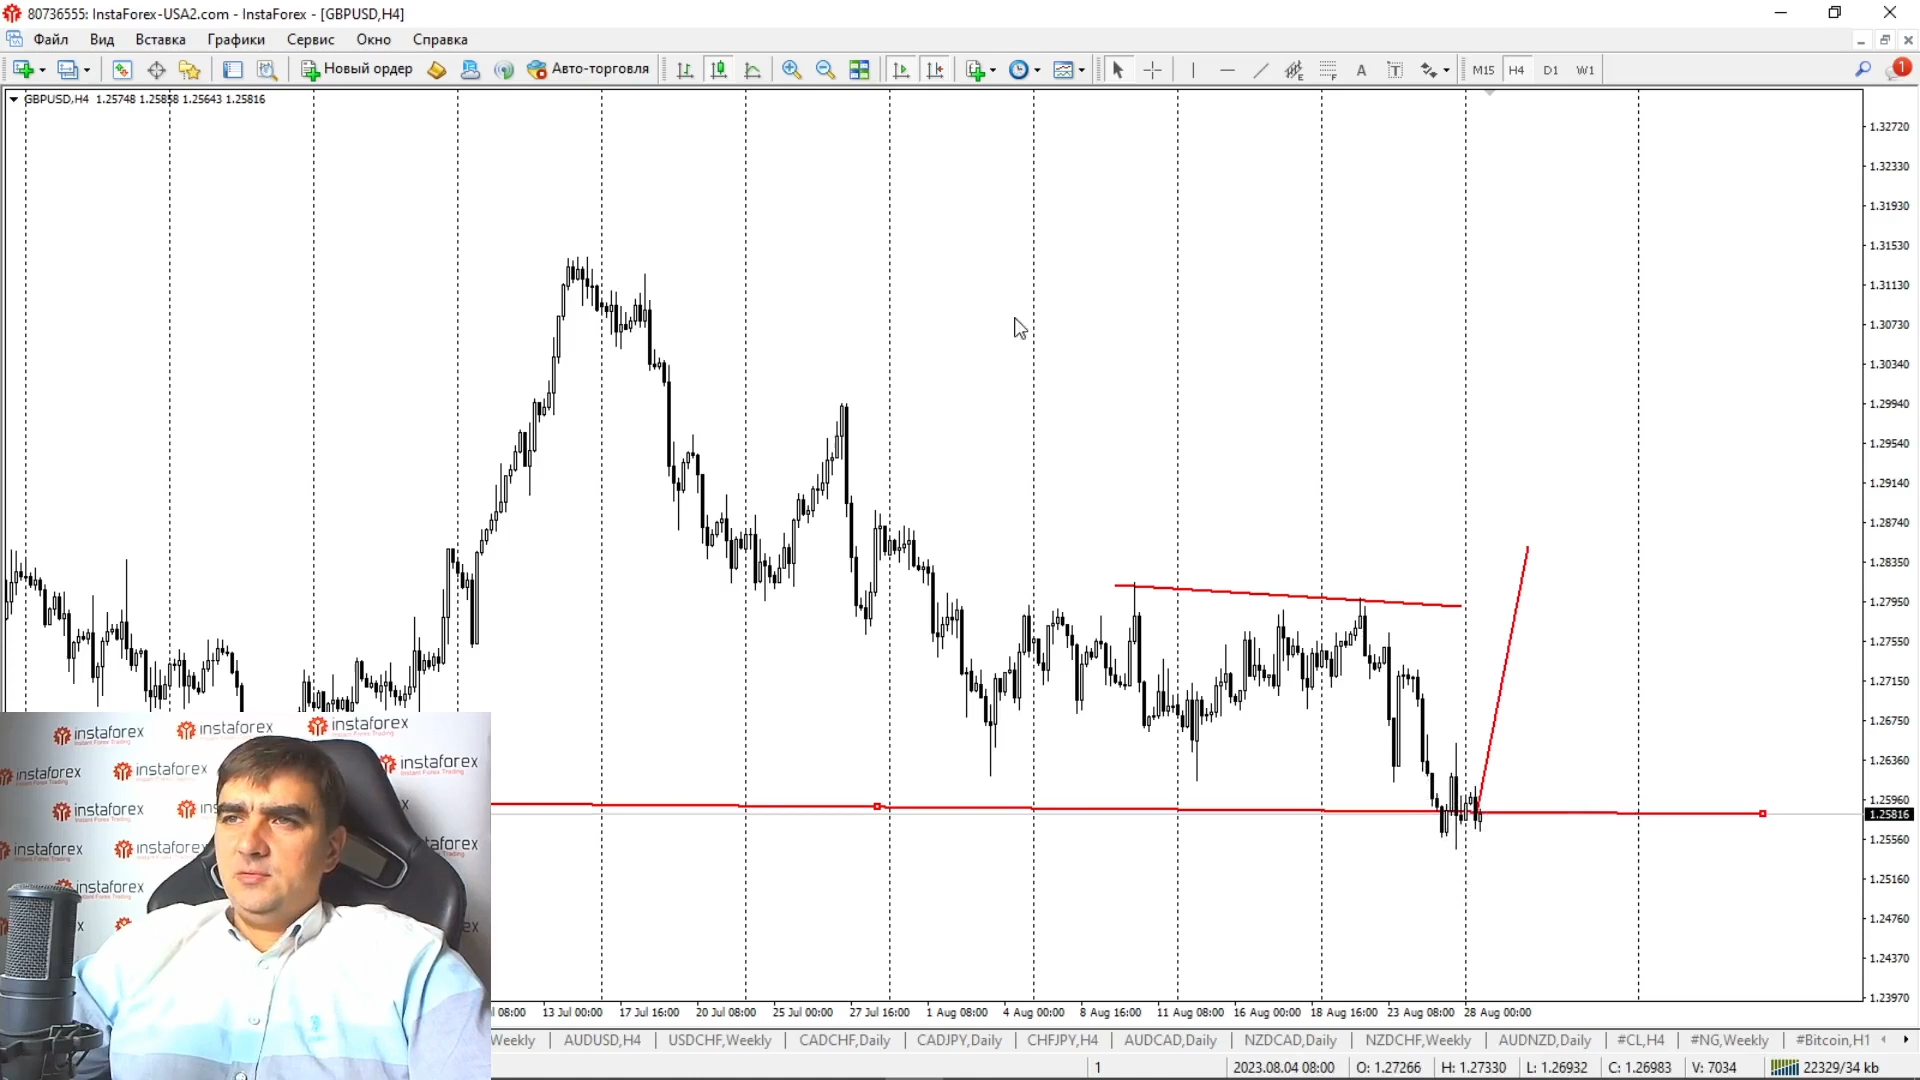 80736555: InstaForex-USA2.com - InstaForex - [GBPUSD,H4]
Файл Вид Вставка Графики Сервис Окно Справка
Новый ордер Авто-торговля A T M15 H4 D1 W1 1
GBPUSD,H4 1.25748 1.25858 1.25643 1.25816
1.32720
1.32330
1.31930
1.31530
1.31130
1.30730
1.30340
1.29940
1.29540
1.29140
1.28740
1.28350
1.27950
1.27550
1.27150
1.26750
1.26360
1.25960
1.25816
1.25560
1.25160
1.24760
1.24370
1.23970
instaforex instaforex instaforex
Instant Forex Trading
instaforex instaforex instaforex
Instant Forex Trading
instaforex
instaforex instaforex
instaforex
08:00 13 Jul 00:00 17 Jul 16:00 20 Jul 08:00 25 Jul 00:00 27 Jul 16:00 1 Aug 08:00 4 Aug 00:00 8 Aug 16:00 11 Aug 08:00 16 Aug 00:00 18 Aug 16:00 23 Aug 08:00 28 Aug 00:00
Weekly AUDUSD,H4 USDCHF,Weekly CADCHF,Daily CADJPY,Daily CHFJPY,H4 AUDCAD,Daily NZDCAD,Daily NZDCHF,Weekly AUDNZD,Daily #CL,H4 #NG,Weekly #Bitcoin,H1
1 2023.08.04 08:00 O: 1.27266 H: 1.27330 L: 1.26932 C: 1.26983 V: 7034 22329/34 kb